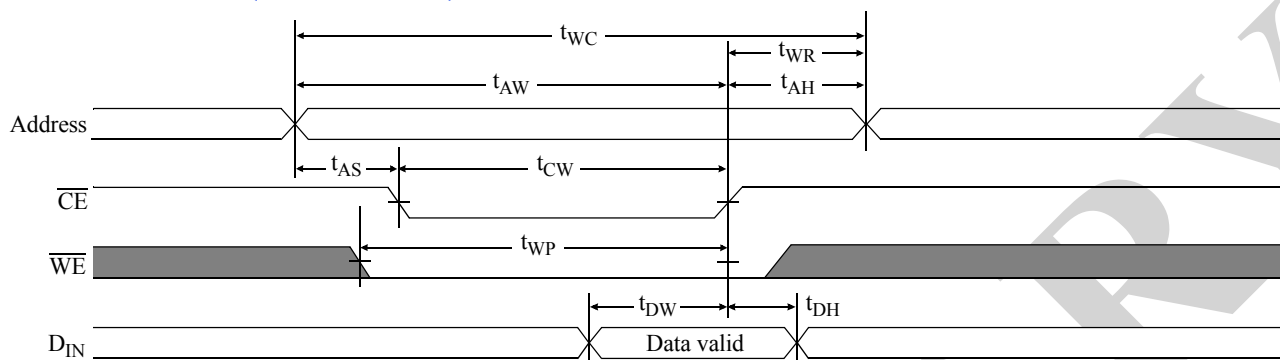 tWC
tWR
tAW
tAH
Address
tAS
tCW
CE
tWP
WE
tDW
tDH
DIN
Data valid